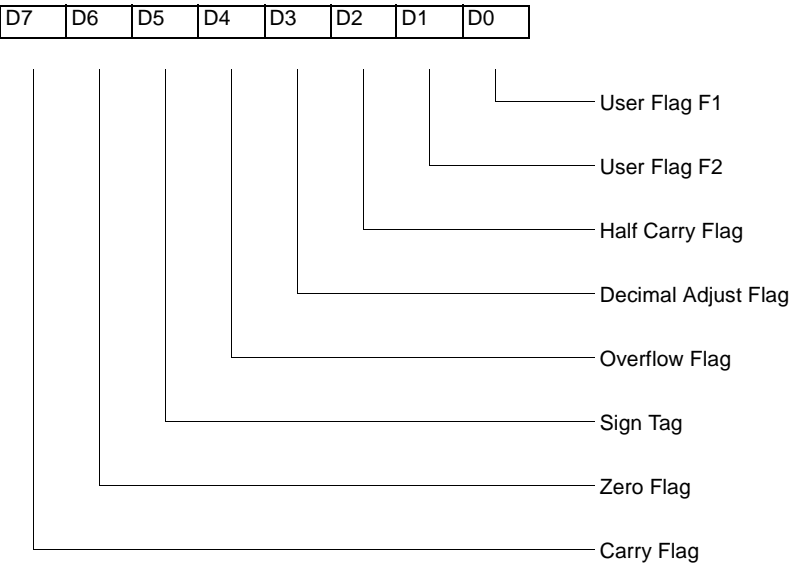 D7 D6 D5 D4 D3 D2 D1 D0
User Flag F1
User Flag F2
Half Carry Flag
Decimal Adjust Flag
Overflow Flag
Sign Tag
Zero Flag
Carry Flag